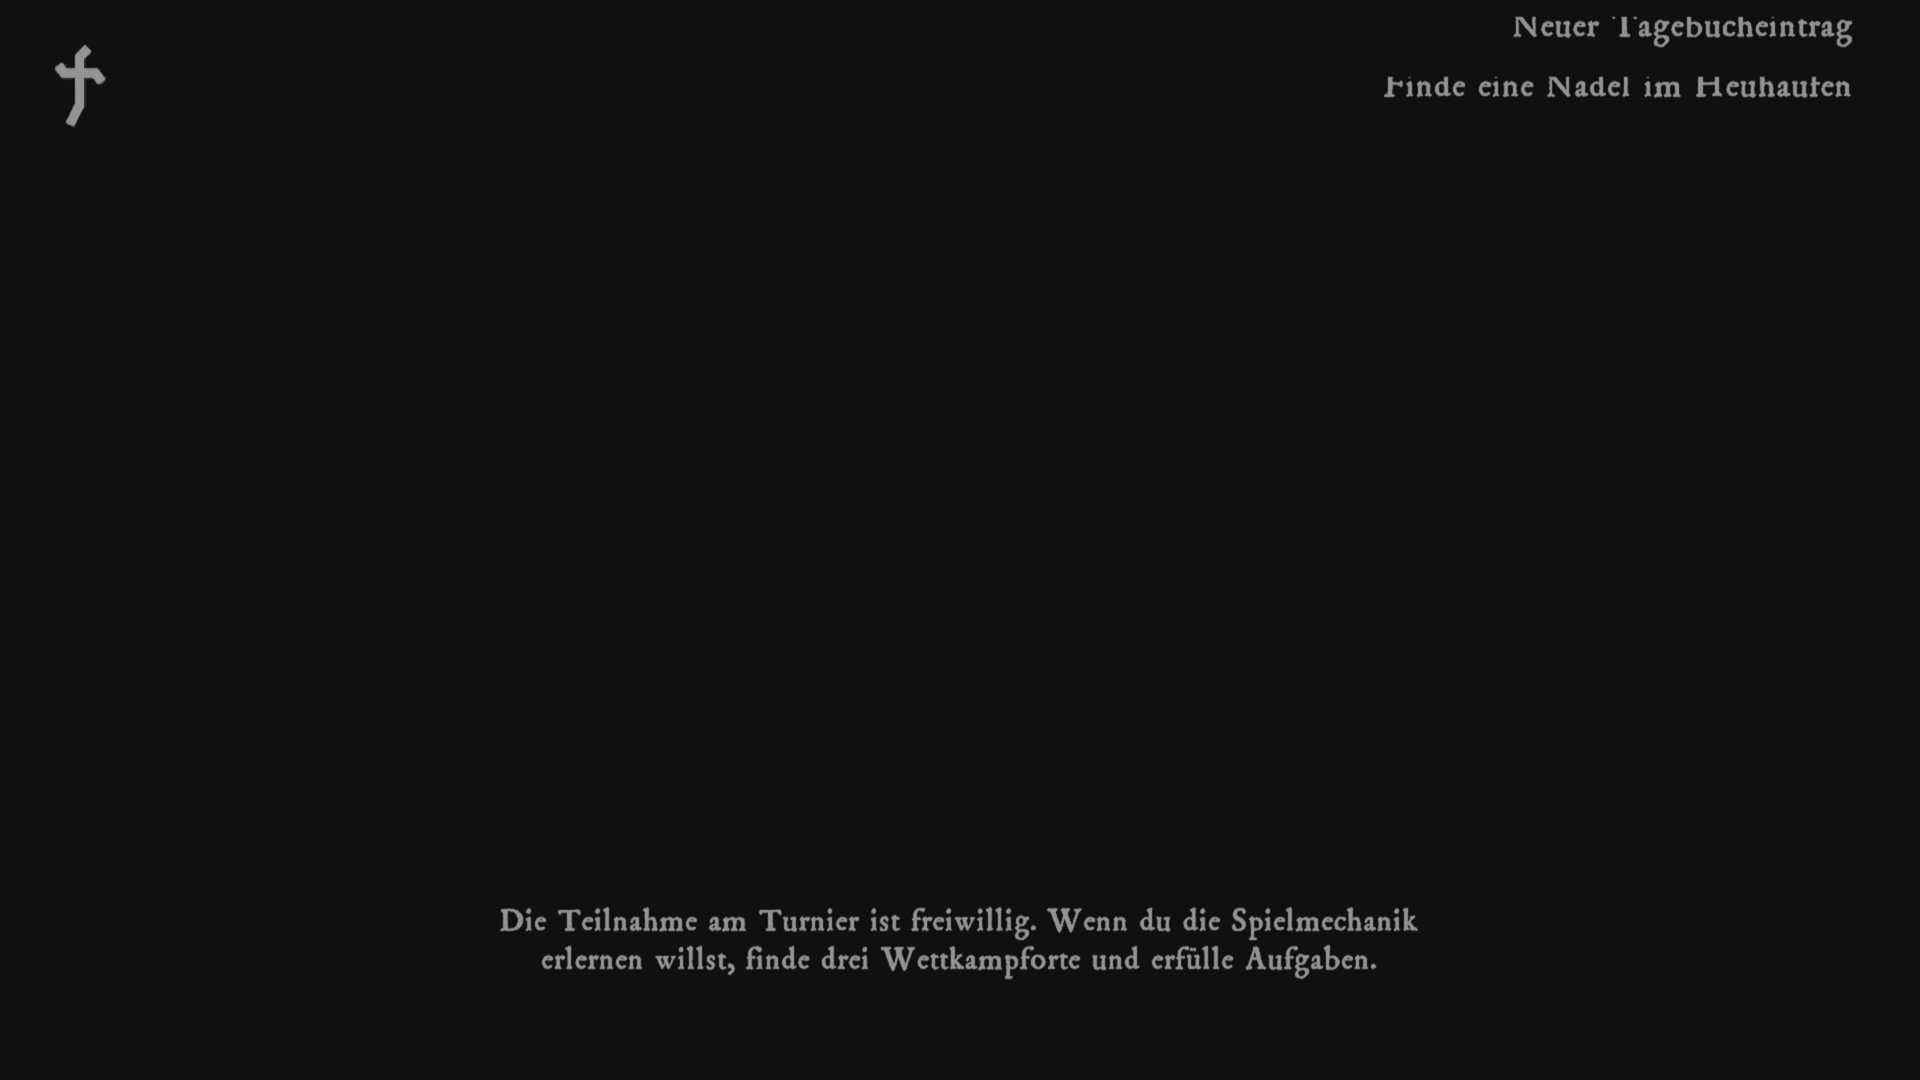 Neuer Tagebucheintrag
Finde eine Nadel im Heuhaufen
Die Teilnahme am Turnier ist freiwillig. Wenn du die Spielmechanik
erlernen willst, finde drei Wettkampforte und erfülle Aufgaben.